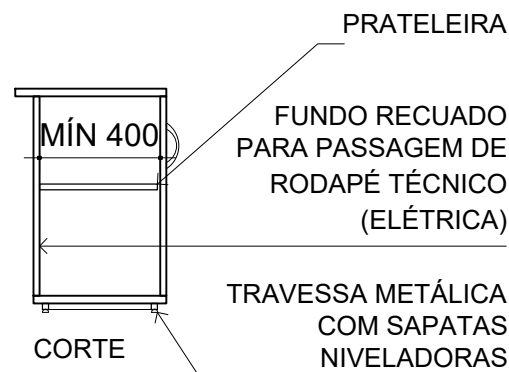 PRATELEIRA
MÍN 400
FUNDO RECUADO
PARA PASSAGEM DE
RODAPÉ TÉCNICO
(ELÉTRICA)
TRAVESSA METÁLICA
COM SAPATAS
NIVELADORAS
CORTE